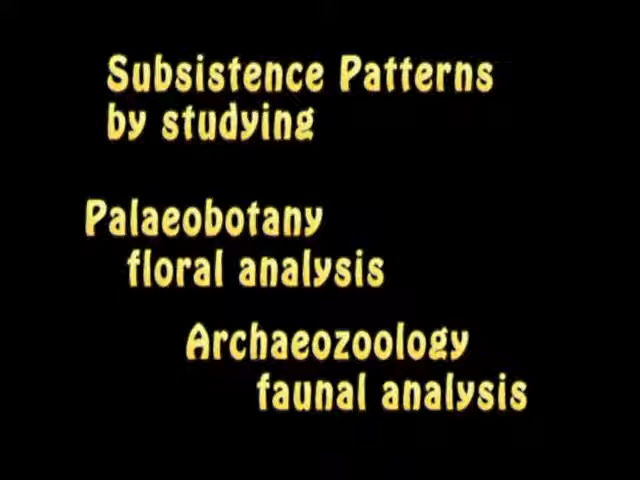 Subsistence Patterns
by studying
Palaeobotany
floral analysis
Archaeozoology
faunal analysis